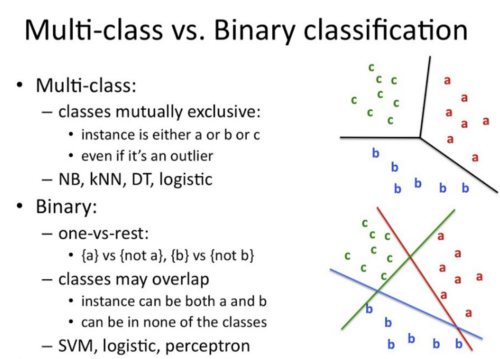 Multi-class vs. Binary classification
• Multi-class:
– classes mutually exclusive:
• instance is either a or b or c
• even if it's an outlier
– NB, kNN, DT, logistic
• Binary:
– one-vs-rest:
• {a} vs {not a}, {b} vs {not b}
– classes may overlap
• instance can be both a and b
• can be in none of the classes
– SVM, logistic, perceptron
c
c c
c c c
c c
a
a
a a a
a
a
b
b
b b b b
c
c c
c c c
c c
a
a
a a a
a
a
b
b
b b b b